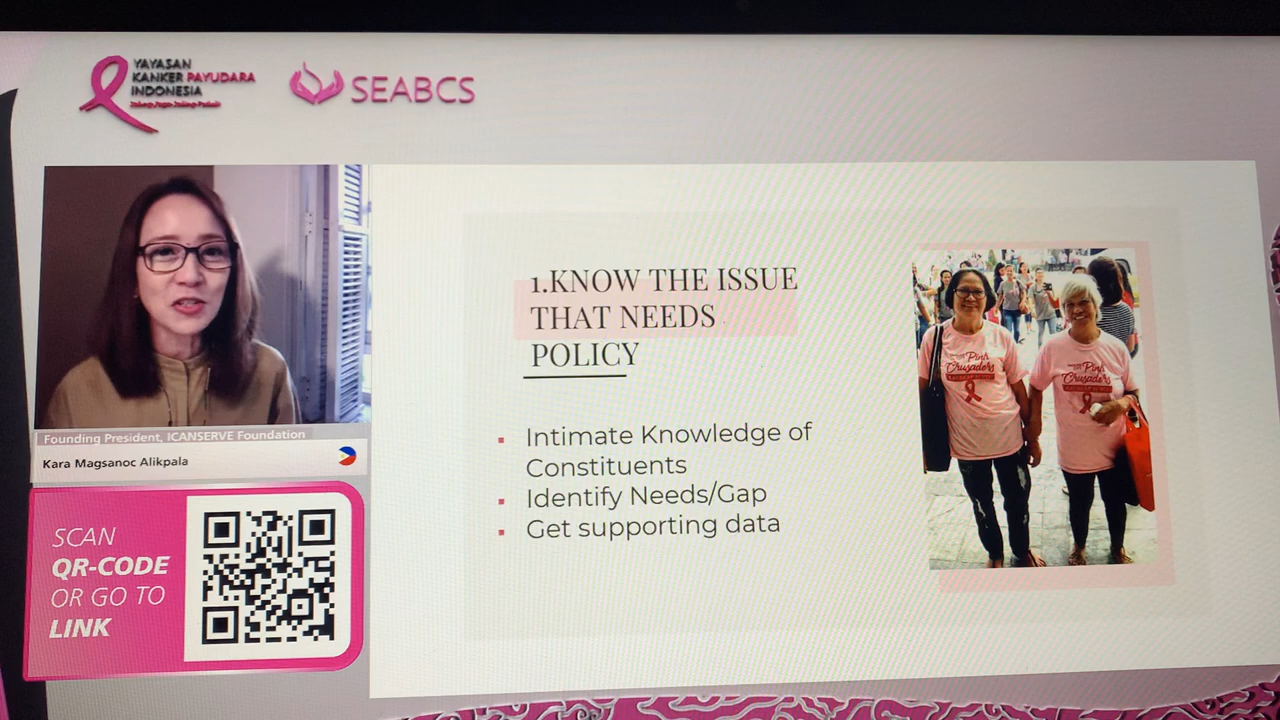 YAYASAN
KANKER PAYUDARA
INDONESIA
SEABCS
Founding President, ICANSERVE Foundation
Kara Magsanoc Alikpala
SCAN
QR-CODE
OR GO TO
LINK
1.KNOW THE ISSUE
THAT NEEDS
POLICY
Intimate Knowledge of
Constituents
Identify Needs/Gap
Get supporting data
Pink
Crusaders
Pink
Crusaders